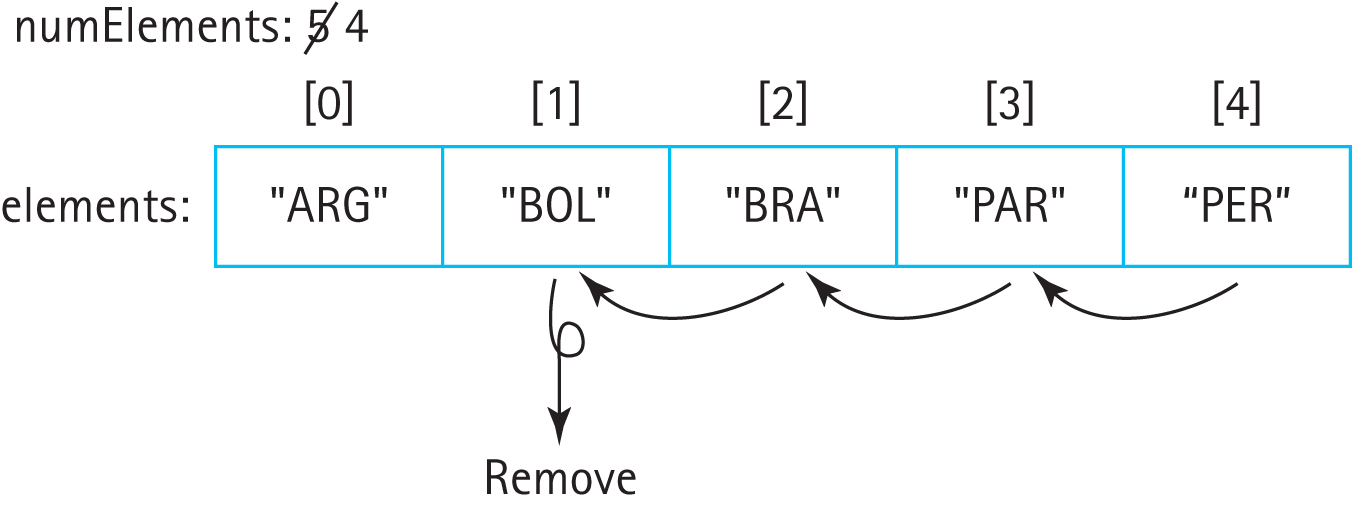 numElements: 5 4
[0] [1] [2] [3] [4]
elements: "ARG" "BOL" "BRA" "PAR" “PER”
Remove